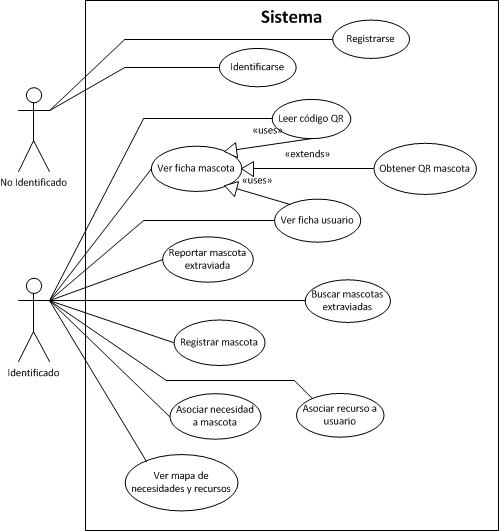 Sistema
Registrarse
Identificarse
Leer código QR
«uses»
«extends»
No Identificado
Ver ficha mascota
Obtener QR mascota
«uses»
Ver ficha usuario
Reportar mascota
extraviada
Buscar mascotas
extraviadas
Registrar mascota
Identificado
Asociar necesidad
a mascota
Asociar recurso a
usuario
Ver mapa de
necesidades y recursos